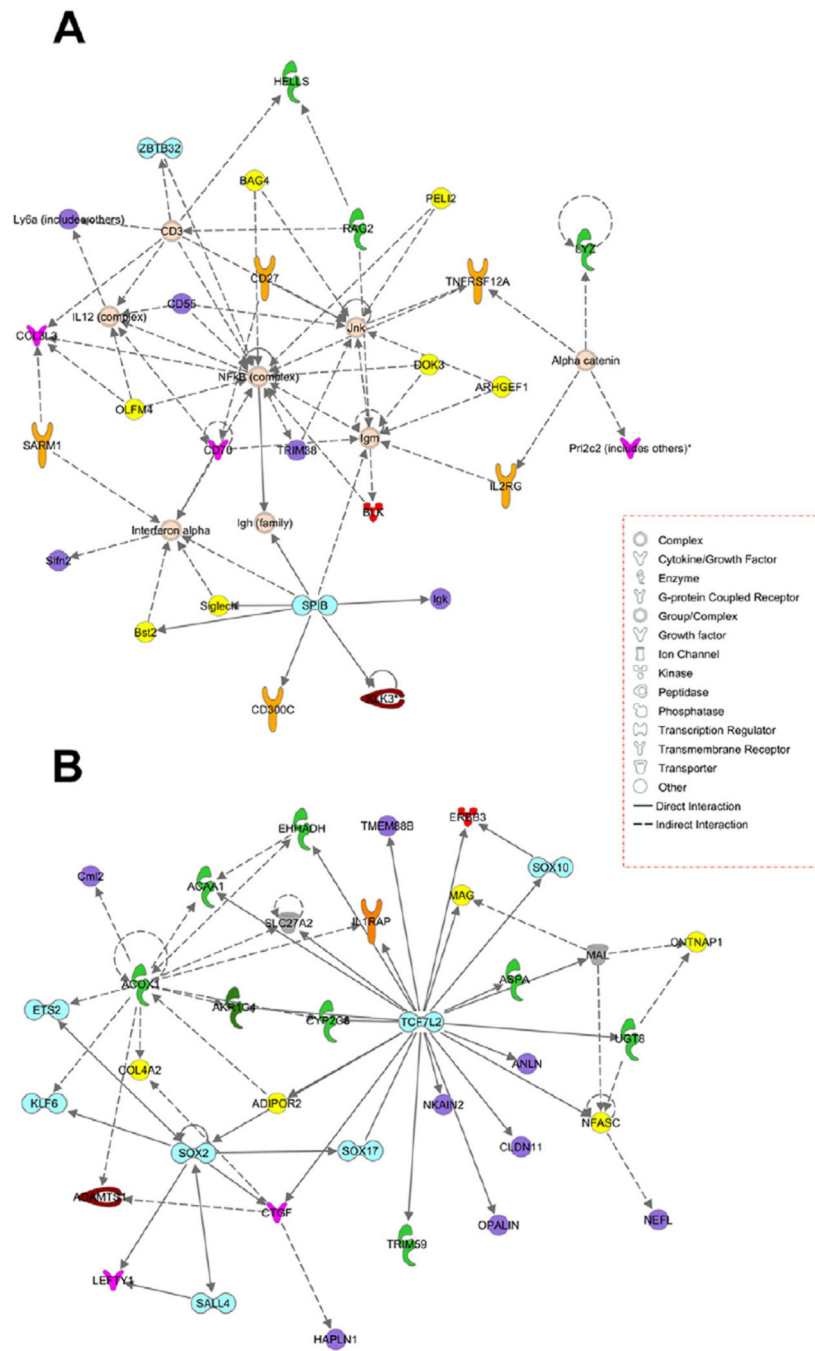 A
HELLS
ZBTB32
BAG4
PELI2
Ly6a (includes others)
CD3
RAG2
LYZ
CD27
TNFRSF12A
CD55
IL12 (complex)
Jnk
CCL3L3
Alpha catenin
DOK3
NFkB (complex)
ARHGEF1
OLFM4
Igm
SARM1
CD70
TRIM38
Prl2c2 (includes others)*
IL2RG
BLK
Interferon alpha
Igh (family)
Slfn2
Siglech
SPIB
Igk
Bst2
KLK3*
CD300C
Complex
Cytokine/Growth Factor
Enzyme
G-protein Coupled Receptor
Group/Complex
Growth factor
Ion Channel
Kinase
Peptidase
Phosphatase
Transcription Regulator
Transmembrane Receptor
Transporter
Other
Direct Interaction
Indirect Interaction
B
EHHADH
TMEM88B
ERBB3
Cml2
ACAA1
SOX10
SLC27A2
IL1RAP
MAG
CNTNAP1
MAL
ACOX1
ASPA
ETS2
AKR1C4
CYP2C8
TCF7L2
UGT8
COL4A2
ANLN
KLF6
ADIPOR2
NKAIN2
NFASC
SOX2
SOX17
CLDN11
ADAMTS1
CTGF
OPALIN
NEFL
TRIM59
LEFTY1
SALL4
HAPLN1